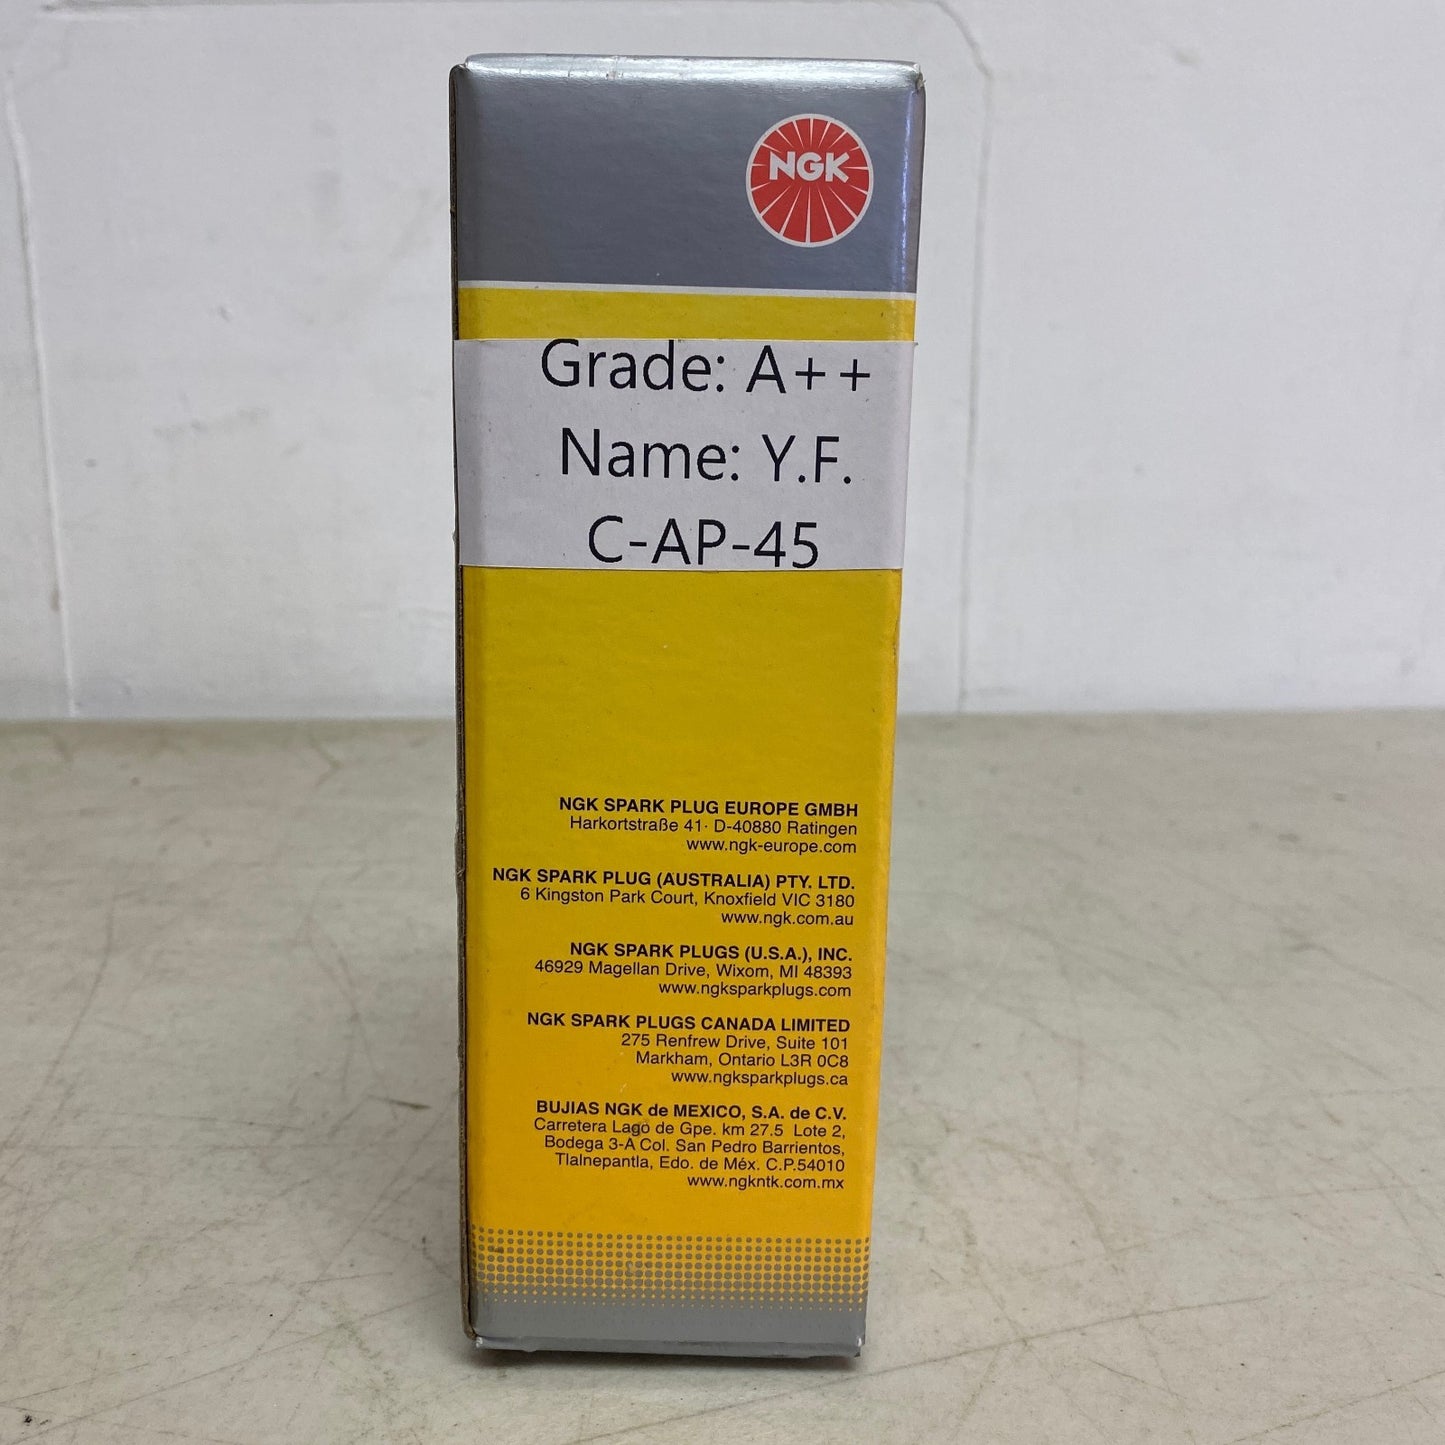 NGK
Grade: A++
Name: Y.F.
C-AP-45
NGK SPARK PLUG EUROPE GMBH
Harkortstraße 41· D-40880 Ratingen
www.ngk-europe.com
NGK SPARK PLUG (AUSTRALIA) PTY. LTD.
6 Kingston Park Court, Knoxfield VIC 3180
www.ngk.com.au
NGK SPARK PLUGS (U.S.A.), INC.
46929 Magellan Drive, Wixom, MI 48393
www.ngksparkplugs.com
NGK SPARK PLUGS CANADA LIMITED
275 Renfrew Drive, Suite 101
Markham, Ontario L3R 0C8
www.ngksparkplugs.ca
BUJIAS NGK de MEXICO, S.A. de C.V.
Carretera Lago de Gpe. km 27.5 Lote 2,
Bodega 3-A Col. San Pedro Barrientos,
Tlalnepantla, Edo. de Méx. C.P.54010
www.ngkntk.com.mx